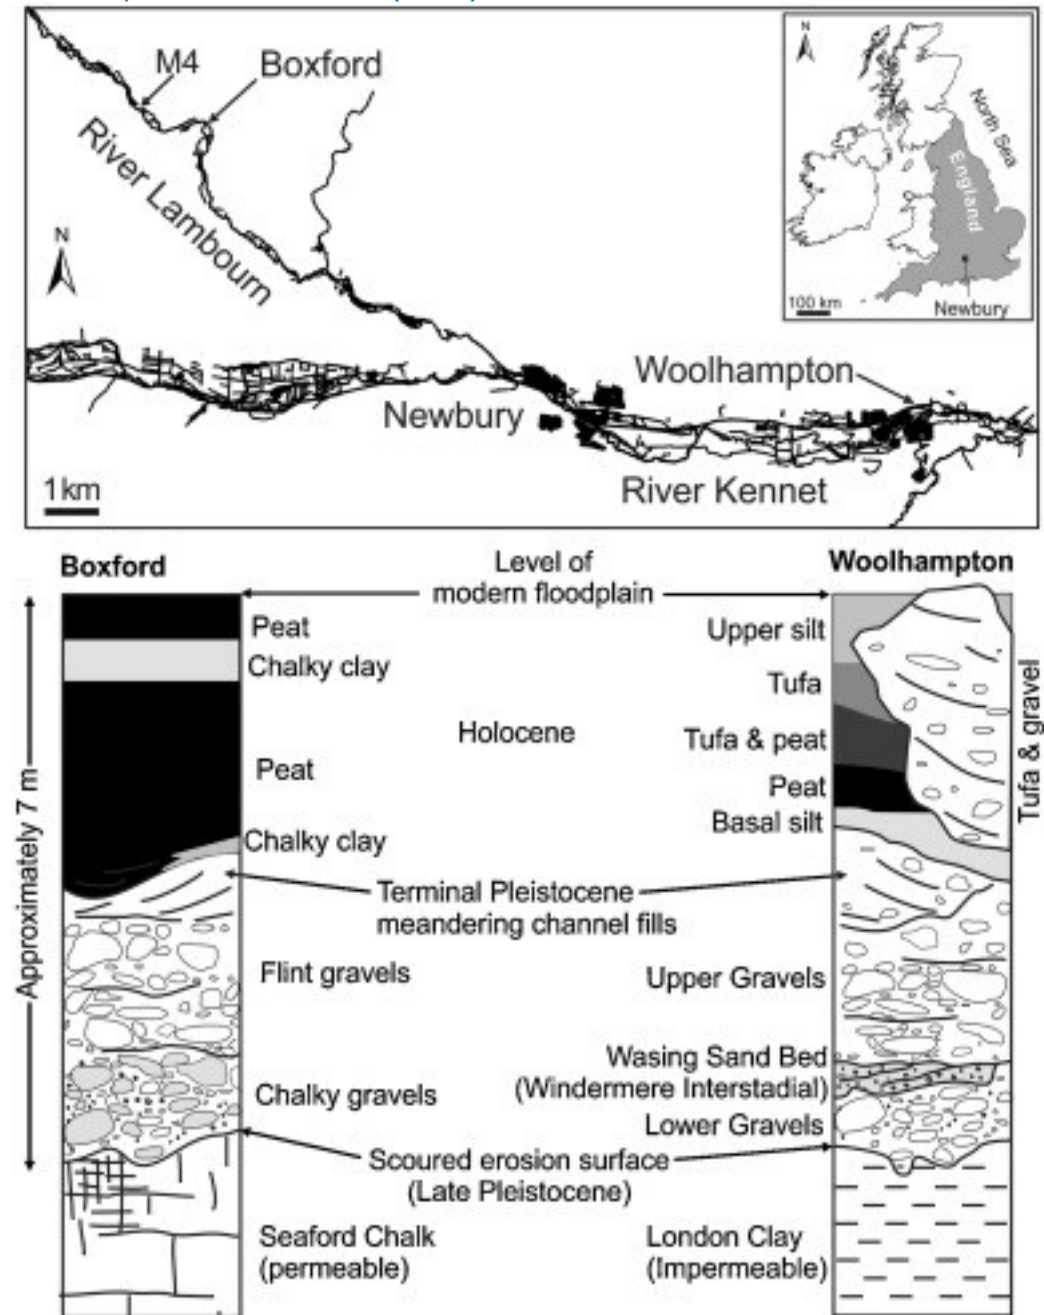 M4
Boxford
River Lambourn
N
Newbury
1km
Woolhampton
River Kennet
N
North Sea
England
100 km
Newbury
Boxford
Level of
modern floodplain
Woolhampton
Peat
Chalky clay
Peat
Chalky clay
Holocene
Upper silt
Tufa
Tufa & peat
Peat
Basal silt
Tufa & gravel
Approximately 7 m
Terminal Pleistocene
meandering channel fills
Flint gravels
Upper Gravels
Wasing Sand Bed
(Windermere Interstadial)
Chalky gravels
Lower Gravels
Scoured erosion surface
(Late Pleistocene)
Seaford Chalk
(permeable)
London Clay
(Impermeable)